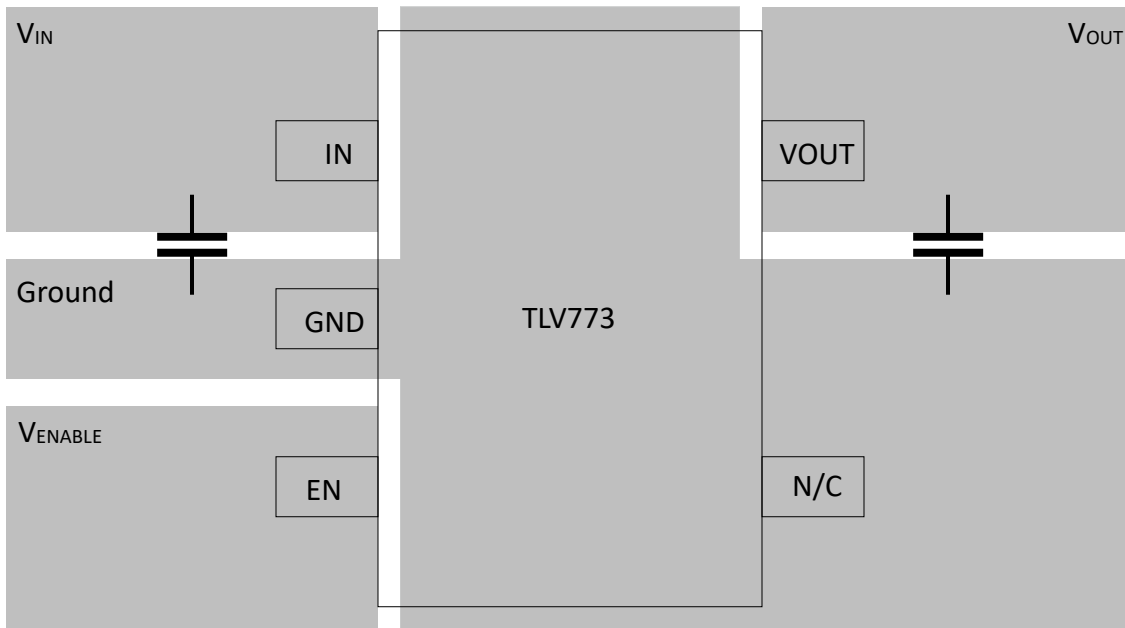 VIN
VOUT
IN
VOUT
Ground
GND
TLV773
VENABLE
EN
N/C